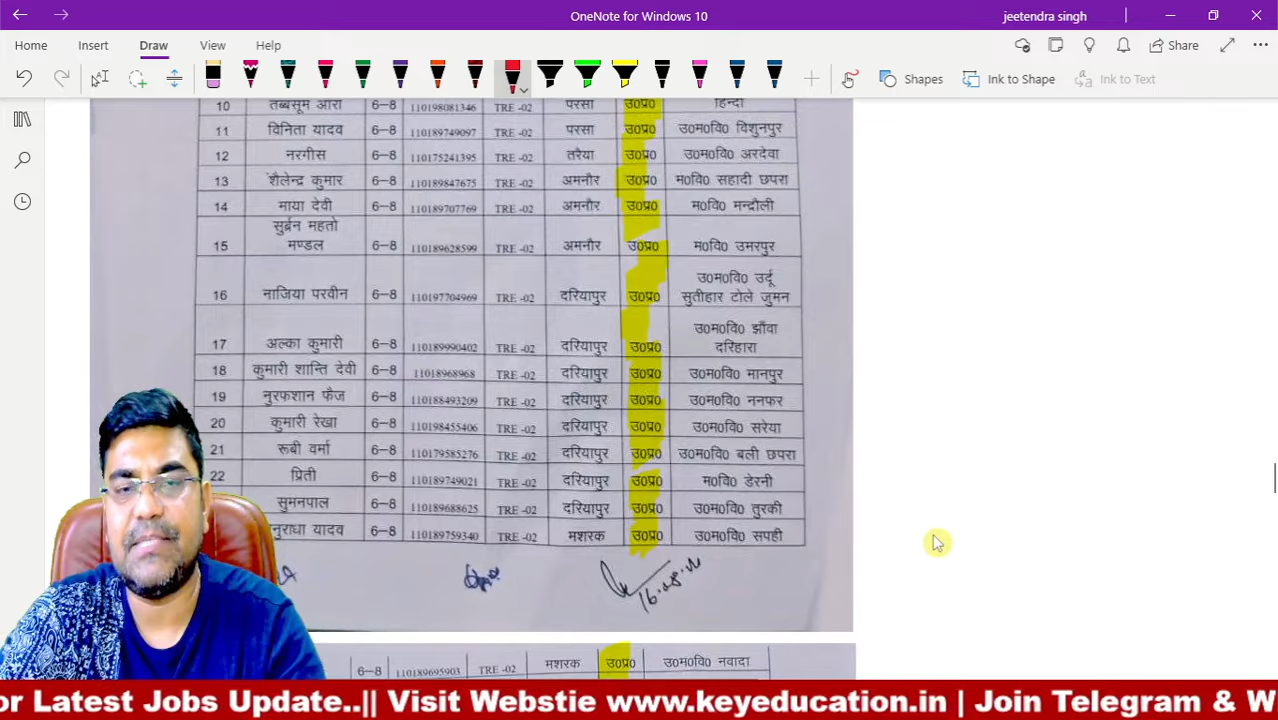 OneNote for Windows 10
jeetendra singh
Home Insert Draw View Help
Share
Shapes Ink to Shape Ink to Text
10 तब्बसूम आरा 6–8 110198081346 TRE -02 परसा उ0प्र0 हिन्दी
11 विनिता यादव 6–8 110189749097 TRE -02 परसा उ0प्र0 उ0म0वि0 विशुनपुर
12 नरगीस 6–8 110175241395 TRE -02 तरैया उ0प्र0 उ0म0वि0 अरदेवा
13 शैलेन्द्र कुमार 6–8 110189847675 TRE -02 अमनौर उ0प्र0 म0वि0 सहादी छपरा
14 माया देवी 6–8 110189707769 TRE -02 अमनौर उ0प्र0 म0वि0 मन्द्रौली
सुर्बन महतो
15 मण्डल 6–8 110189628599 TRE -02 अमनौर उ0प्र0 म0वि0 उमरपुर
उ0म0वि0 उर्दू
16 नाजिया परवीन 6–8 110197704969 TRE -02 दरियापुर उ0प्र0 सुतीहार टोले जुमन
उ0म0वि0 झौंवा
17 अल्का कुमारी 6–8 110189990402 TRE -02 दरियापुर उ0प्र0 दरिहारा
18 कुमारी शान्ति देवी 6–8 11018968968 TRE -02 दरियापुर उ0प्र0 उ0म0वि0 मानपुर
19 नुरफशान फैज 6–8 110188493209 TRE -02 दरियापुर उ0प्र0 उ0म0वि0 ननफर
20 कुमारी रेखा 6–8 110198455406 TRE -02 दरियापुर उ0प्र0 उ0म0वि0 सरेया
21 रूबी वर्मा 6–8 110179585276 TRE -02 दरियापुर उ0प्र0 उ0म0वि0 बली छपरा
22 प्रिती 6–8 110189749021 TRE -02 दरियापुर उ0प्र0 म0वि0 डेरनी
सुमनपाल 6–8 110189688625 TRE -02 दरियापुर उ0प्र0 उ0म0वि0 तुरकी
नुराधा यादव 6–8 110189759340 TRE -02 मशरक उ0प्र0 उ0म0वि0 सपही
6–8 110189695903 TRE -02 मशरक उ0प्र0 उ0म0वि0 नवादा
or Latest Jobs Update..|| Visit Webstie www.keyeducation.in | Join Telegram & W